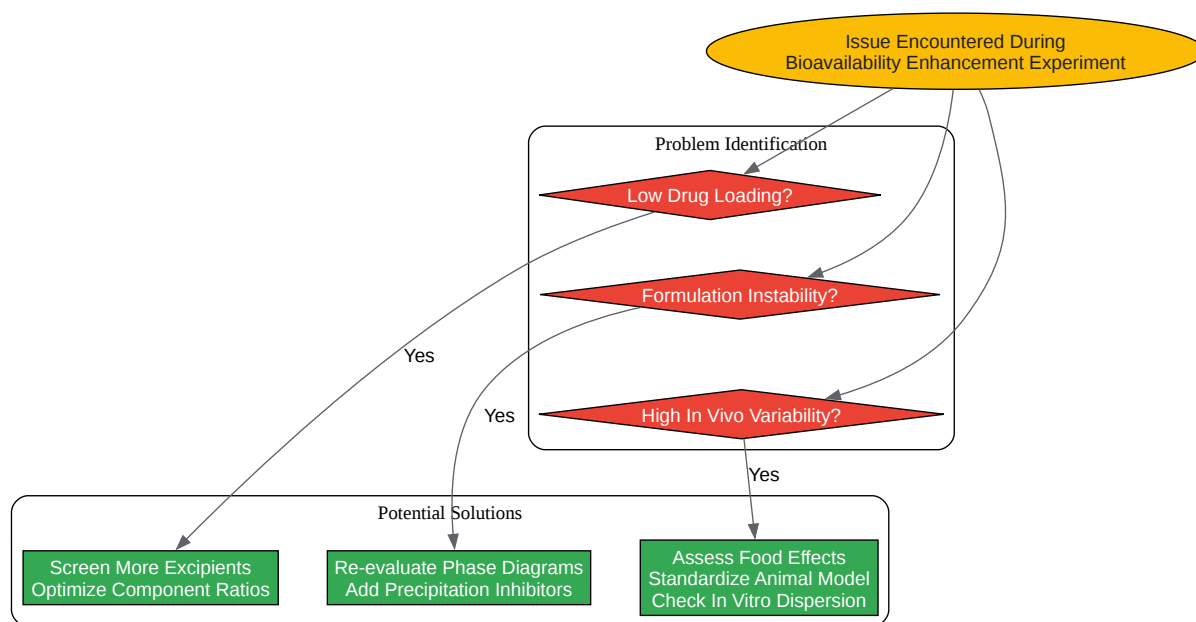 Issue Encountered During
Bioavailability Enhancement Experiment
Problem Identification
Low Drug Loading?
Formulation Instability?
Yes
High In Vivo Variability?
Yes
Yes
Potential Solutions
Screen More Excipients
Optimize Component Ratios
Re-evaluate Phase Diagrams
Add Precipitation Inhibitors
Assess Food Effects
Standardize Animal Model
Check In Vitro Dispersion